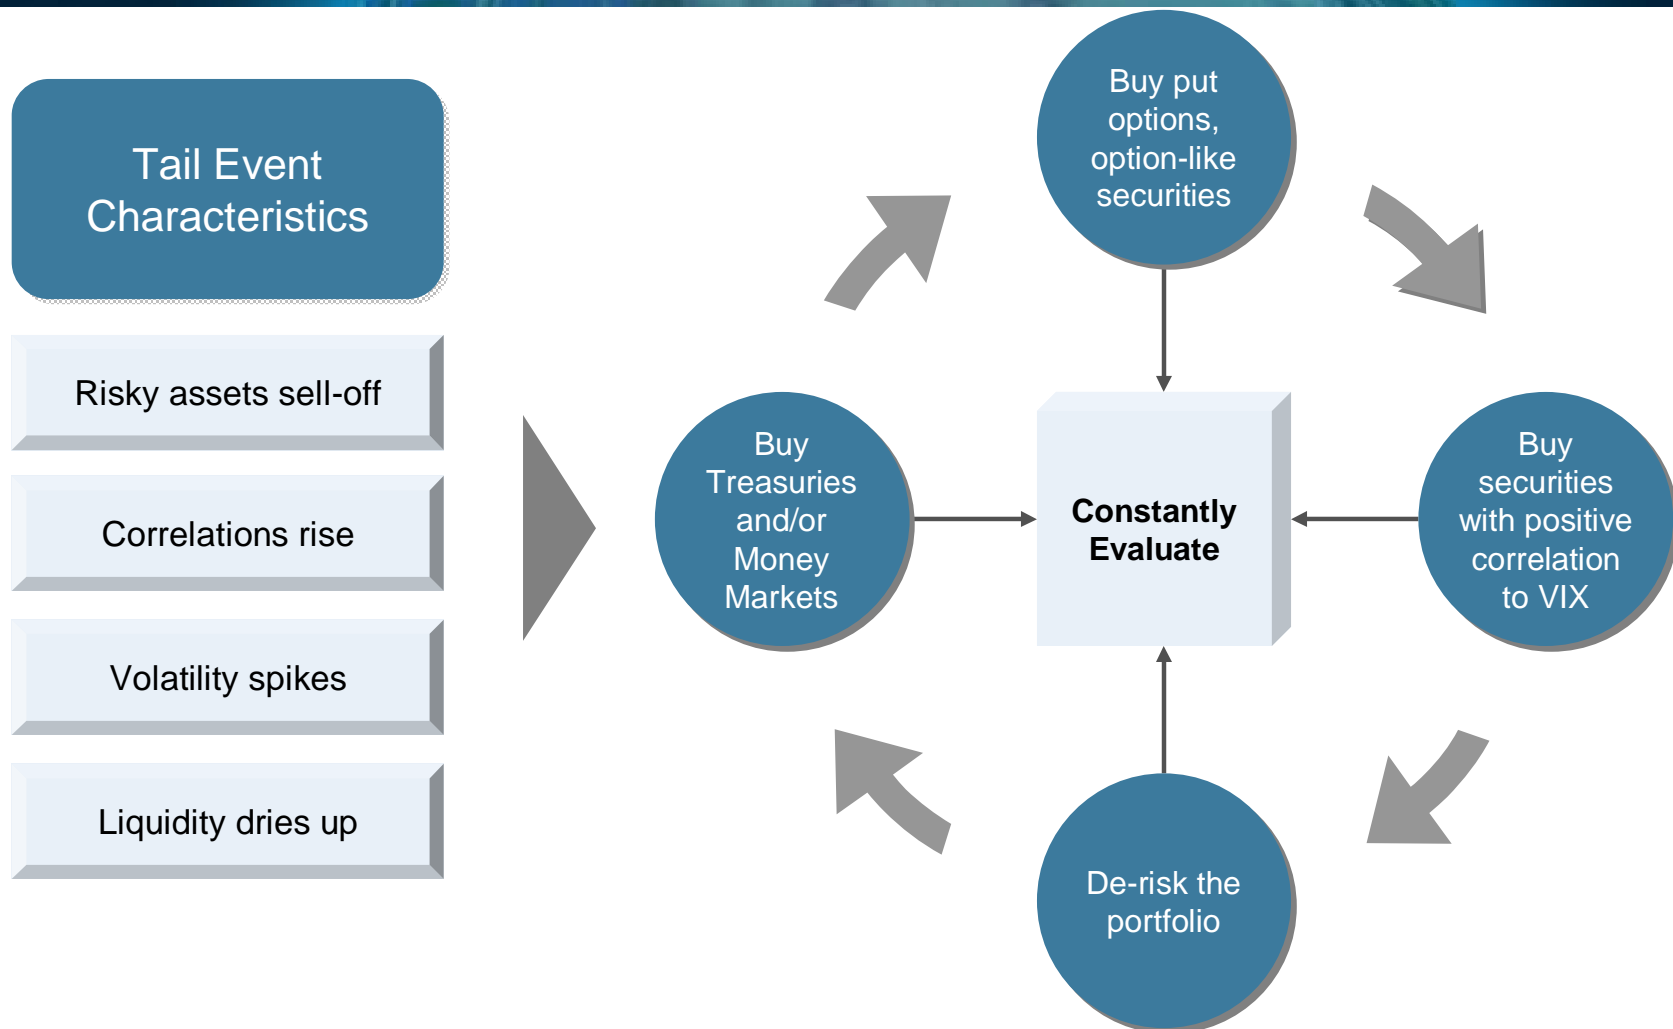 Tail Event
Characteristics
Risky assets sell-off
Correlations rise
Volatility spikes
Liquidity dries up
Buy put
options,
option-like
securities
Buy
Treasuries
and/or
Money
Markets
Constantly
Evaluate
Buy
securities
with positive
correlation
to VIX
De-risk the
portfolio